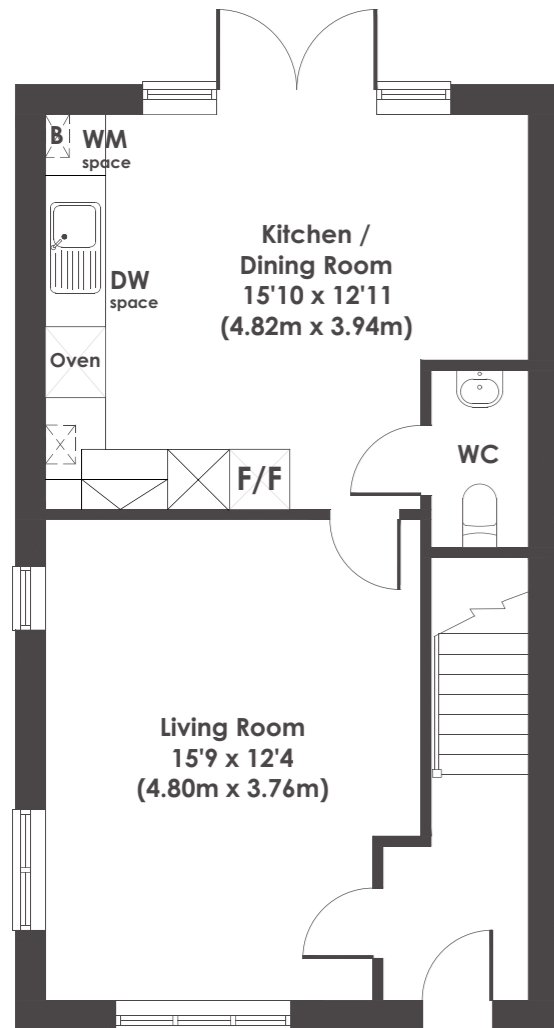 B
WM
space
Kitchen /
Dining Room
15'10 x 12'11
(4.82m x 3.94m)
DW
space
Oven
WC
F/F
Living Room
15'9 x 12'4
(4.80m x 3.76m)